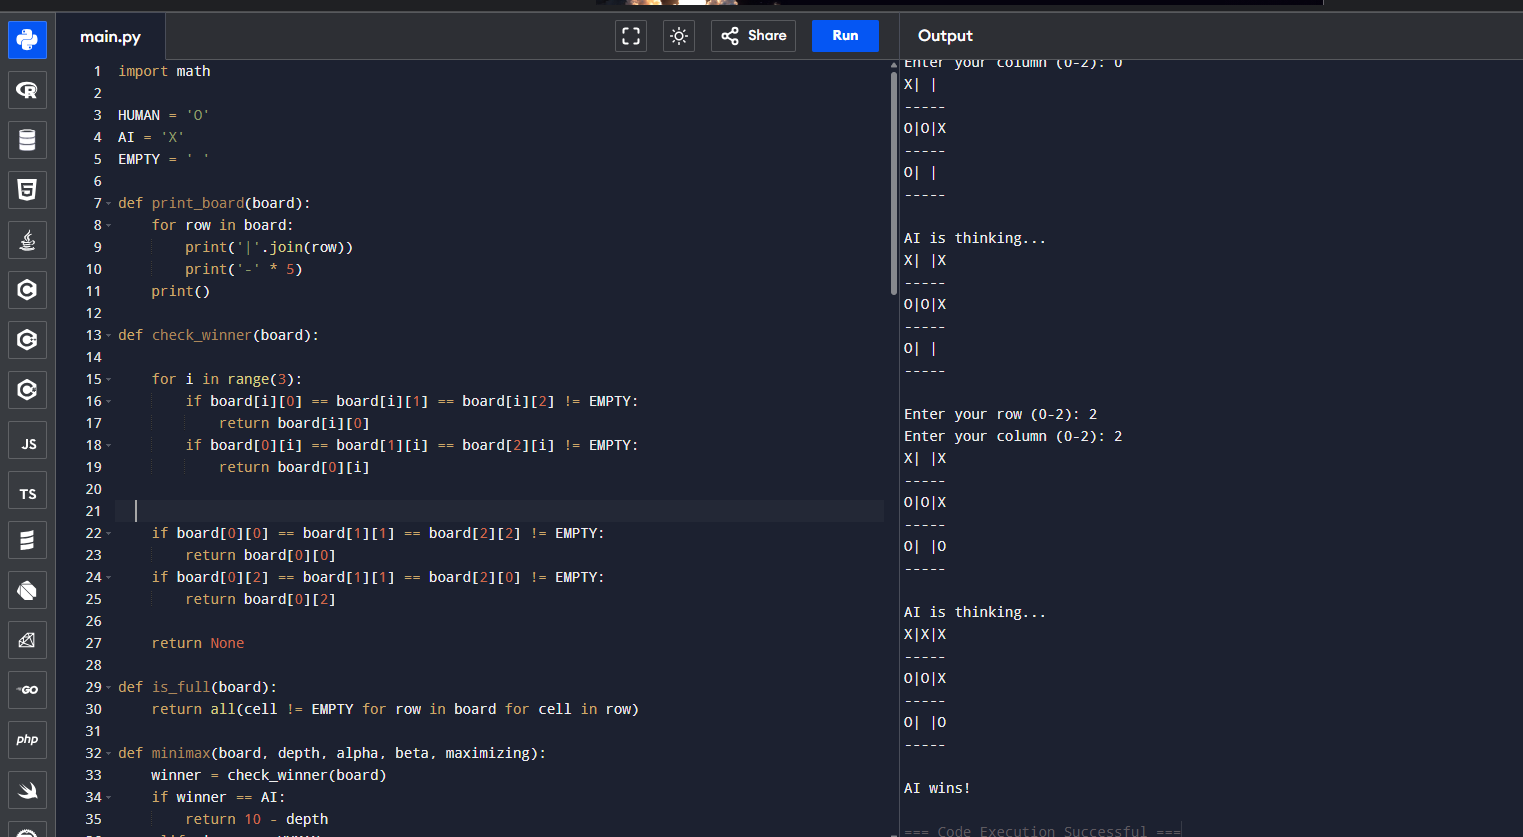 main.py
Share
Run
Output
JS
TS
GO
php
1 import math
2
3 HUMAN = 'O'
4 AI = 'X'
5 EMPTY = ' '
6
7 def print_board(board):
8     for row in board:
9         print('|'.join(row))
10         print('-' * 5)
11     print()
12
13 def check_winner(board):
14
15     for i in range(3):
16         if board[i][0] == board[i][1] == board[i][2] != EMPTY:
17             return board[i][0]
18         if board[0][i] == board[1][i] == board[2][i] != EMPTY:
19             return board[0][i]
20
21
22     if board[0][0] == board[1][1] == board[2][2] != EMPTY:
23         return board[0][0]
24     if board[0][2] == board[1][1] == board[2][0] != EMPTY:
25         return board[0][2]
26
27     return None
28
29 def is_full(board):
30     return all(cell != EMPTY for row in board for cell in row)
31
32 def minimax(board, depth, alpha, beta, maximizing):
33     winner = check_winner(board)
34     if winner == AI:
35         return 10 - depth
Enter your column (0-2): 0
X| |
-----
O|O|X
-----
O| |
-----
AI is thinking...
X| |X
-----
O|O|X
-----
O| |
-----
Enter your row (0-2): 2
Enter your column (0-2): 2
X| |X
-----
O|O|X
-----
O| |O
-----
AI is thinking...
X|X|X
-----
O|O|X
-----
O| |O
-----
AI wins!
=== Code Execution Successful ===